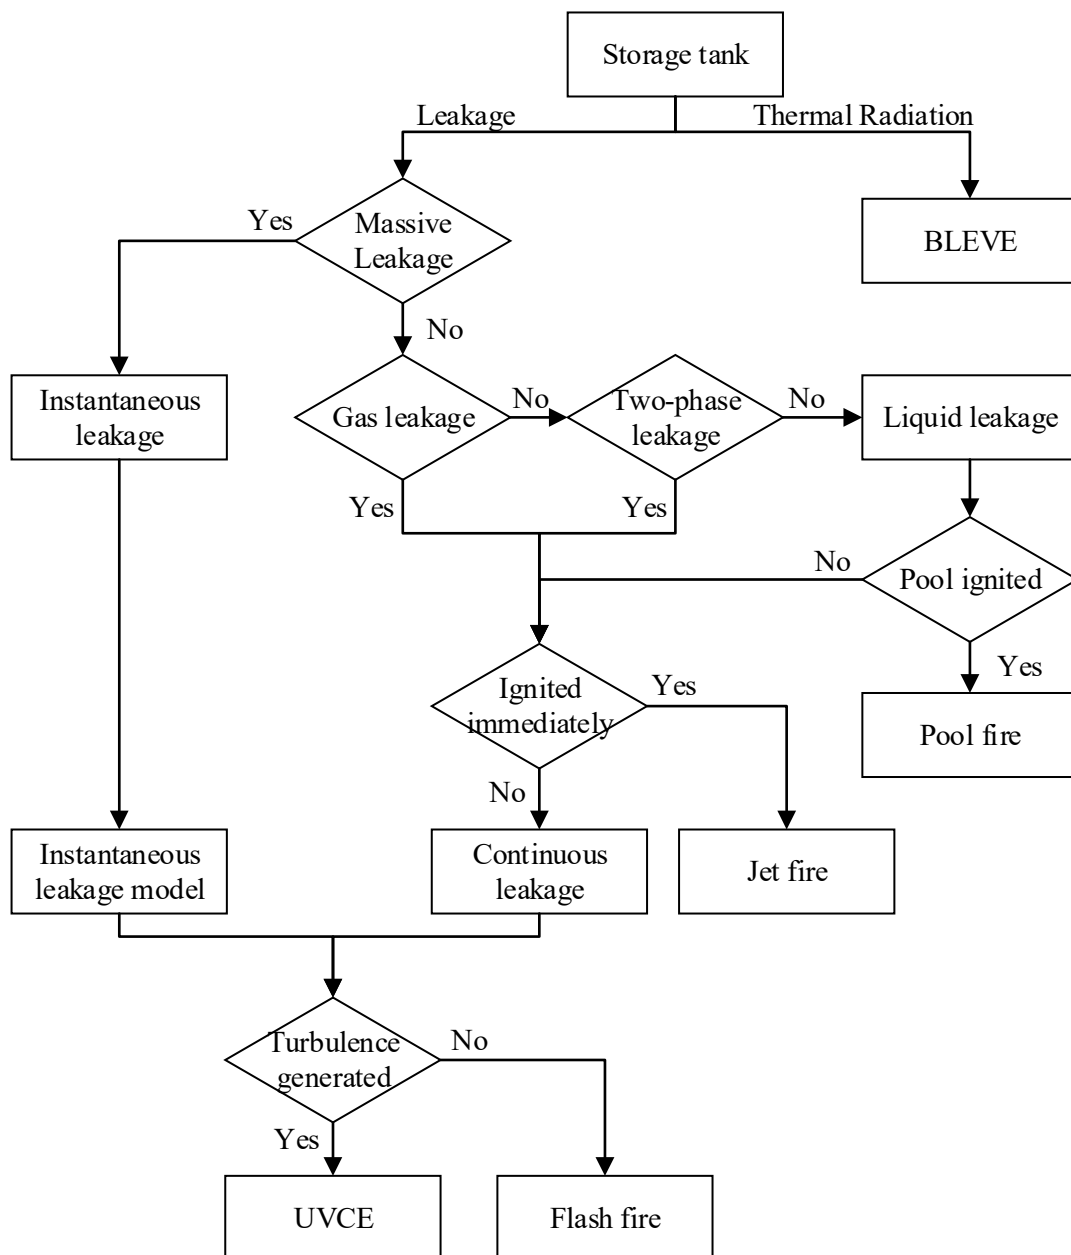 Storage tank
Leakage
Thermal Radiation
Yes
Massive
Leakage
BLEVE
No
Instantaneous
leakage
Gas leakage
No
Two-phase
leakage
No
Liquid leakage
Yes
Yes
No
Pool ignited
Yes
Ignited
immediately
Yes
Pool fire
No
Instantaneous
leakage model
Continuous
leakage
Jet fire
Turbulence
generated
No
Yes
UVCE
Flash fire